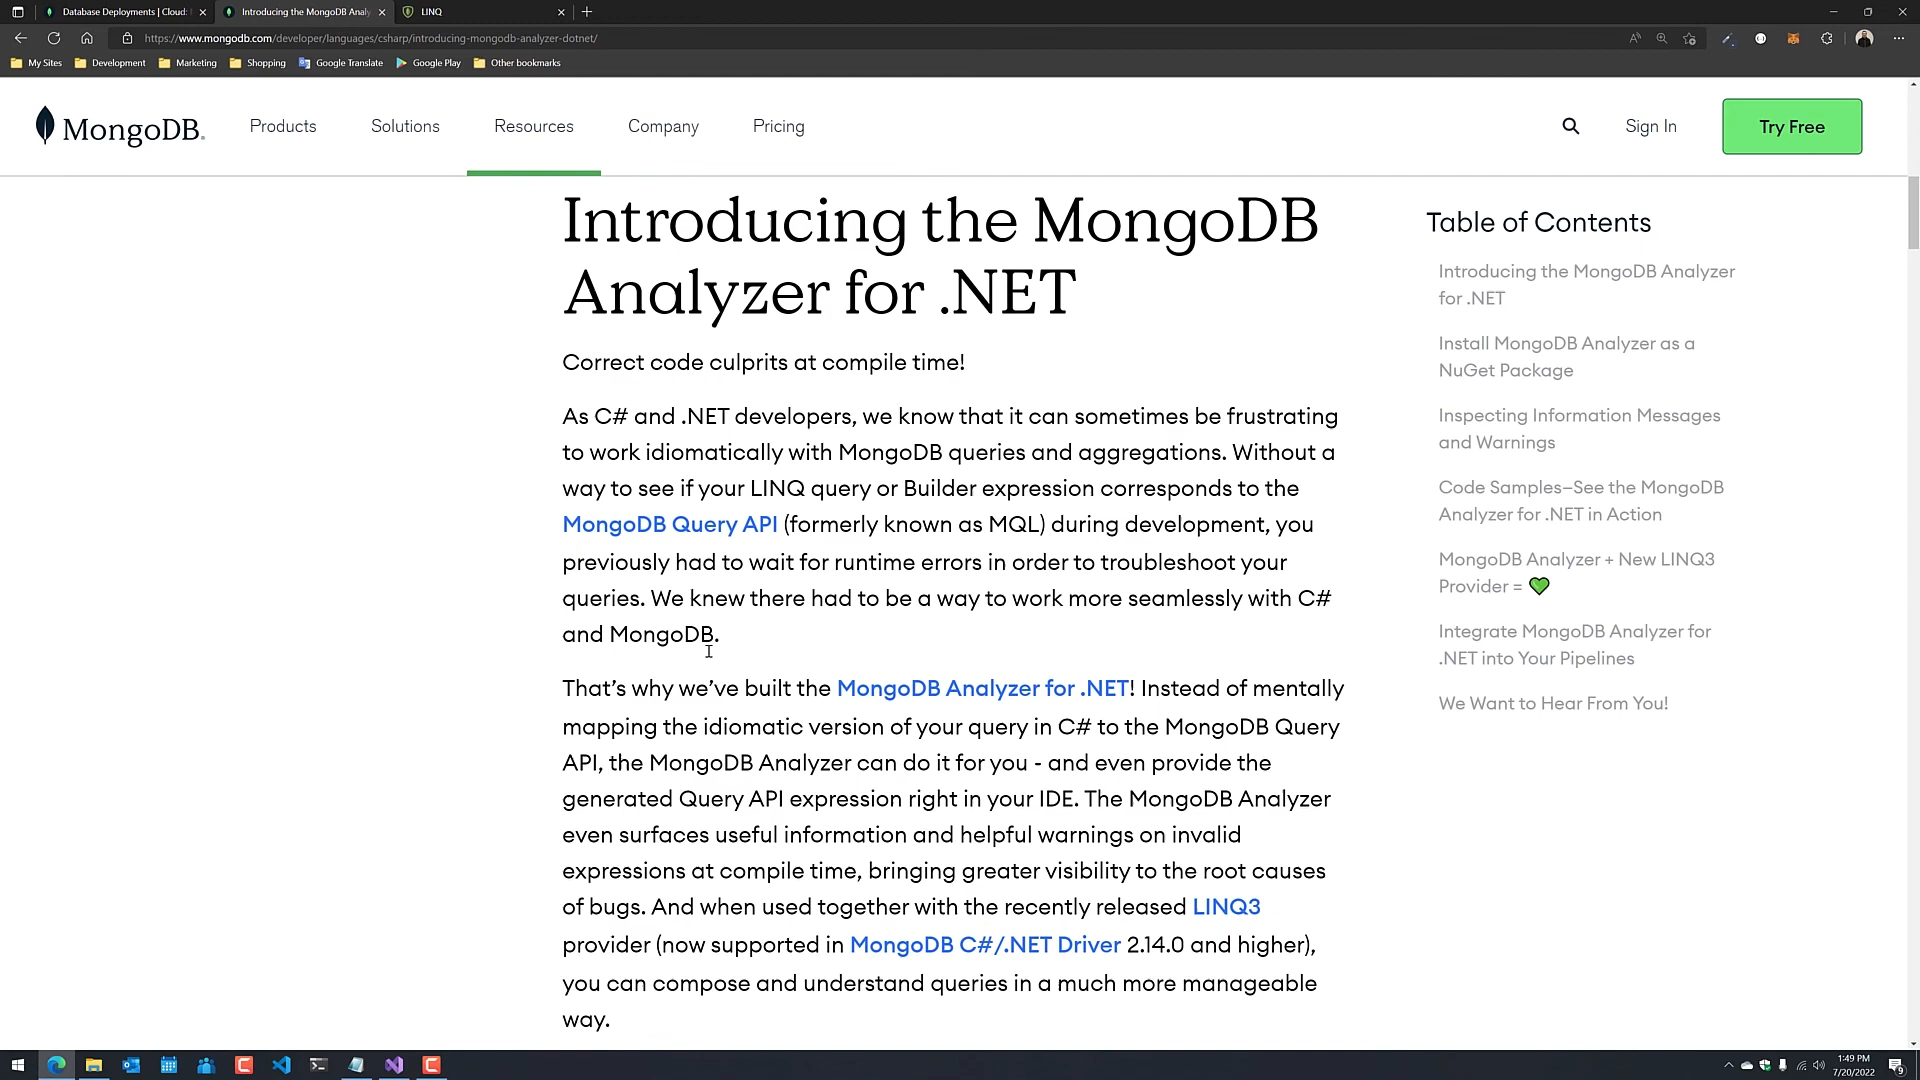 Database Deployments | Cloud:
Introducing the MongoDB Analy
LINQ
https://www.mongodb.com/developer/languages/csharp/introducing-mongodb-analyzer-dotnet/
My Sites
Development
Marketing
Shopping
Google Translate
Google Play
Other bookmarks
MongoDB.
Products
Solutions
Resources
Company
Pricing
Sign In
Try Free
Introducing the MongoDB
Analyzer for .NET
Correct code culprits at compile time!
As C# and .NET developers, we know that it can sometimes be frustrating
to work idiomatically with MongoDB queries and aggregations. Without a
way to see if your LINQ query or Builder expression corresponds to the
MongoDB Query API (formerly known as MQL) during development, you
previously had to wait for runtime errors in order to troubleshoot your
queries. We knew there had to be a way to work more seamlessly with C#
and MongoDB.
That's why we've built the MongoDB Analyzer for .NET! Instead of mentally
mapping the idiomatic version of your query in C# to the MongoDB Query
API, the MongoDB Analyzer can do it for you - and even provide the
generated Query API expression right in your IDE. The MongoDB Analyzer
even surfaces useful information and helpful warnings on invalid
expressions at compile time, bringing greater visibility to the root causes
of bugs. And when used together with the recently released LINQ3
provider (now supported in MongoDB C#/.NET Driver 2.14.0 and higher),
you can compose and understand queries in a much more manageable
way.
Table of Contents
Introducing the MongoDB Analyzer
for .NET
Install MongoDB Analyzer as a
NuGet Package
Inspecting Information Messages
and Warnings
Code Samples—See the MongoDB
Analyzer for .NET in Action
MongoDB Analyzer + New LINQ3
Provider = 💚
Integrate MongoDB Analyzer for
.NET into Your Pipelines
We Want to Hear From You!
1:49 PM
7/20/2022